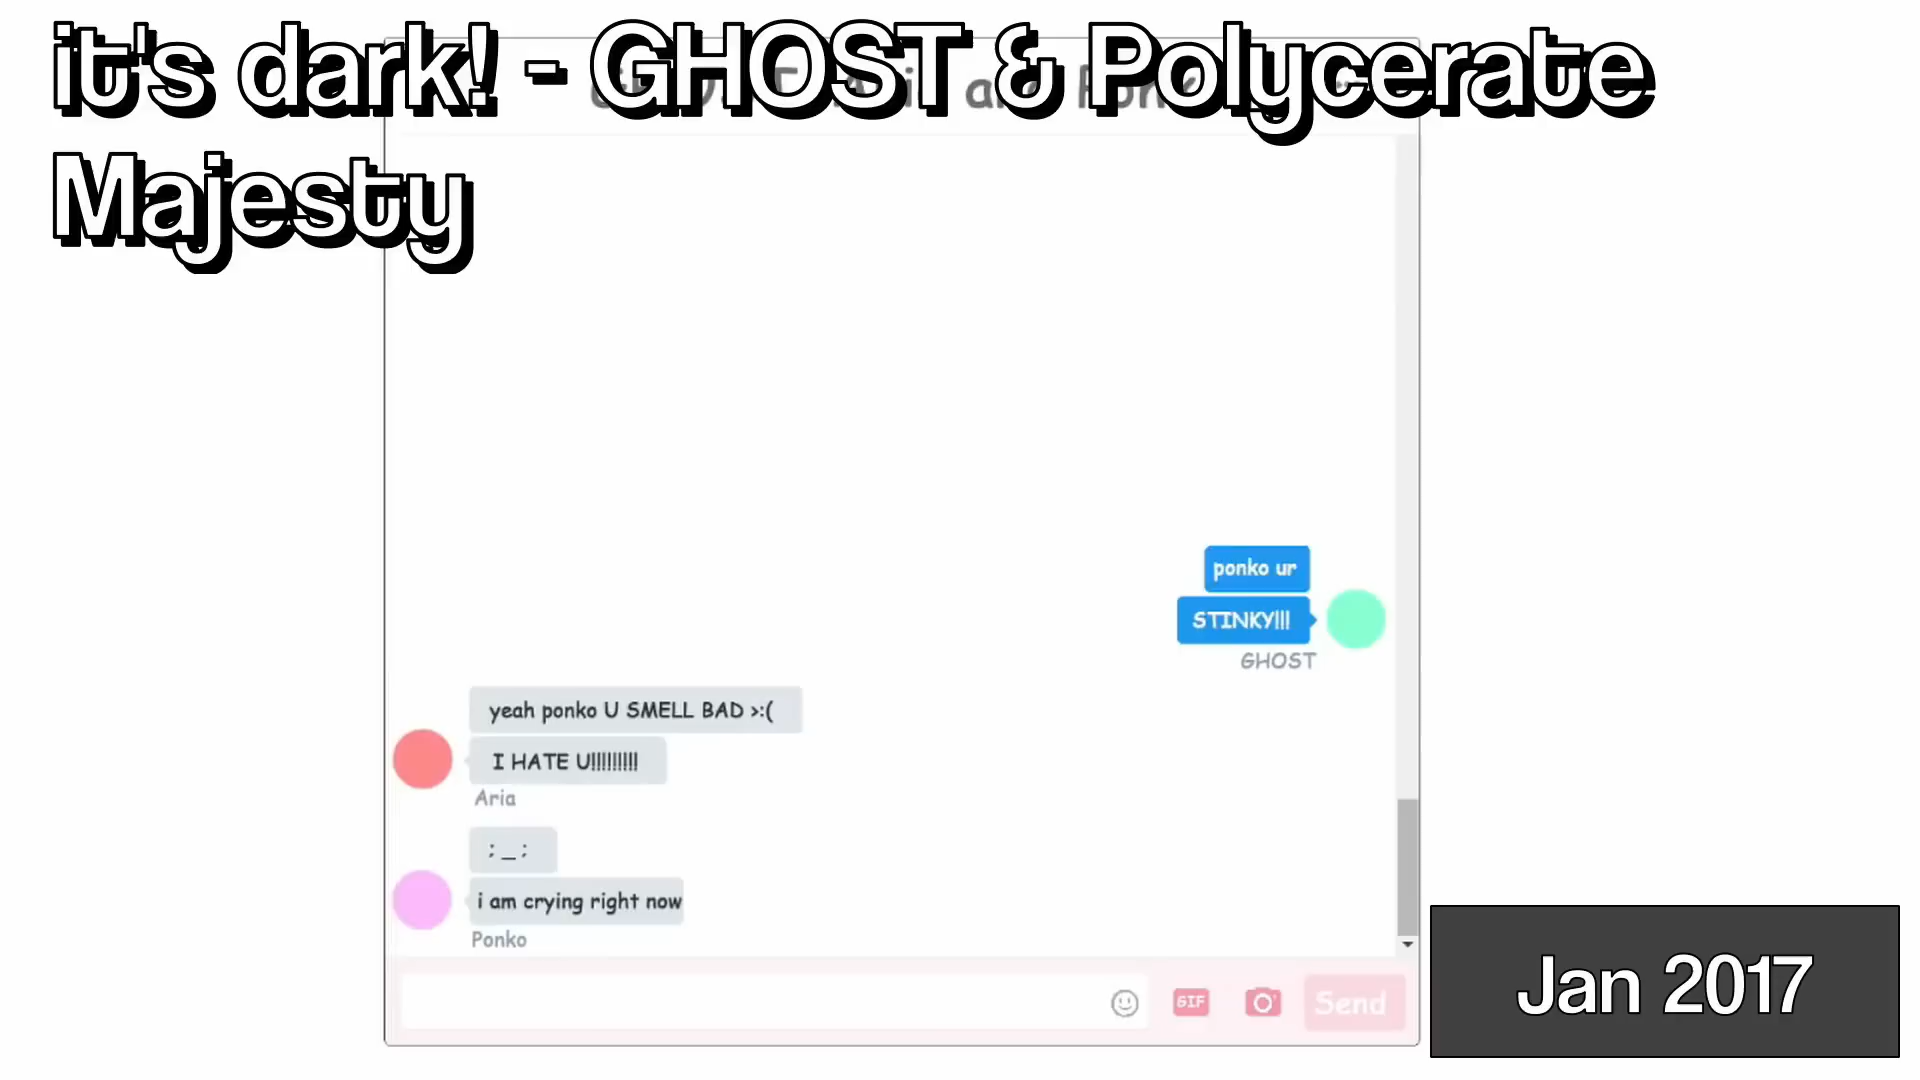 it's dark! - GHOST & Polycerate
Majesty
ponko ur
STINKY!!!
GHOST
yeah ponko U SMELL BAD >:(
I HATE U!!!!!!!!!
Aria
; _ ;
i am crying right now
Ponko
GIF
Send
Jan 2017